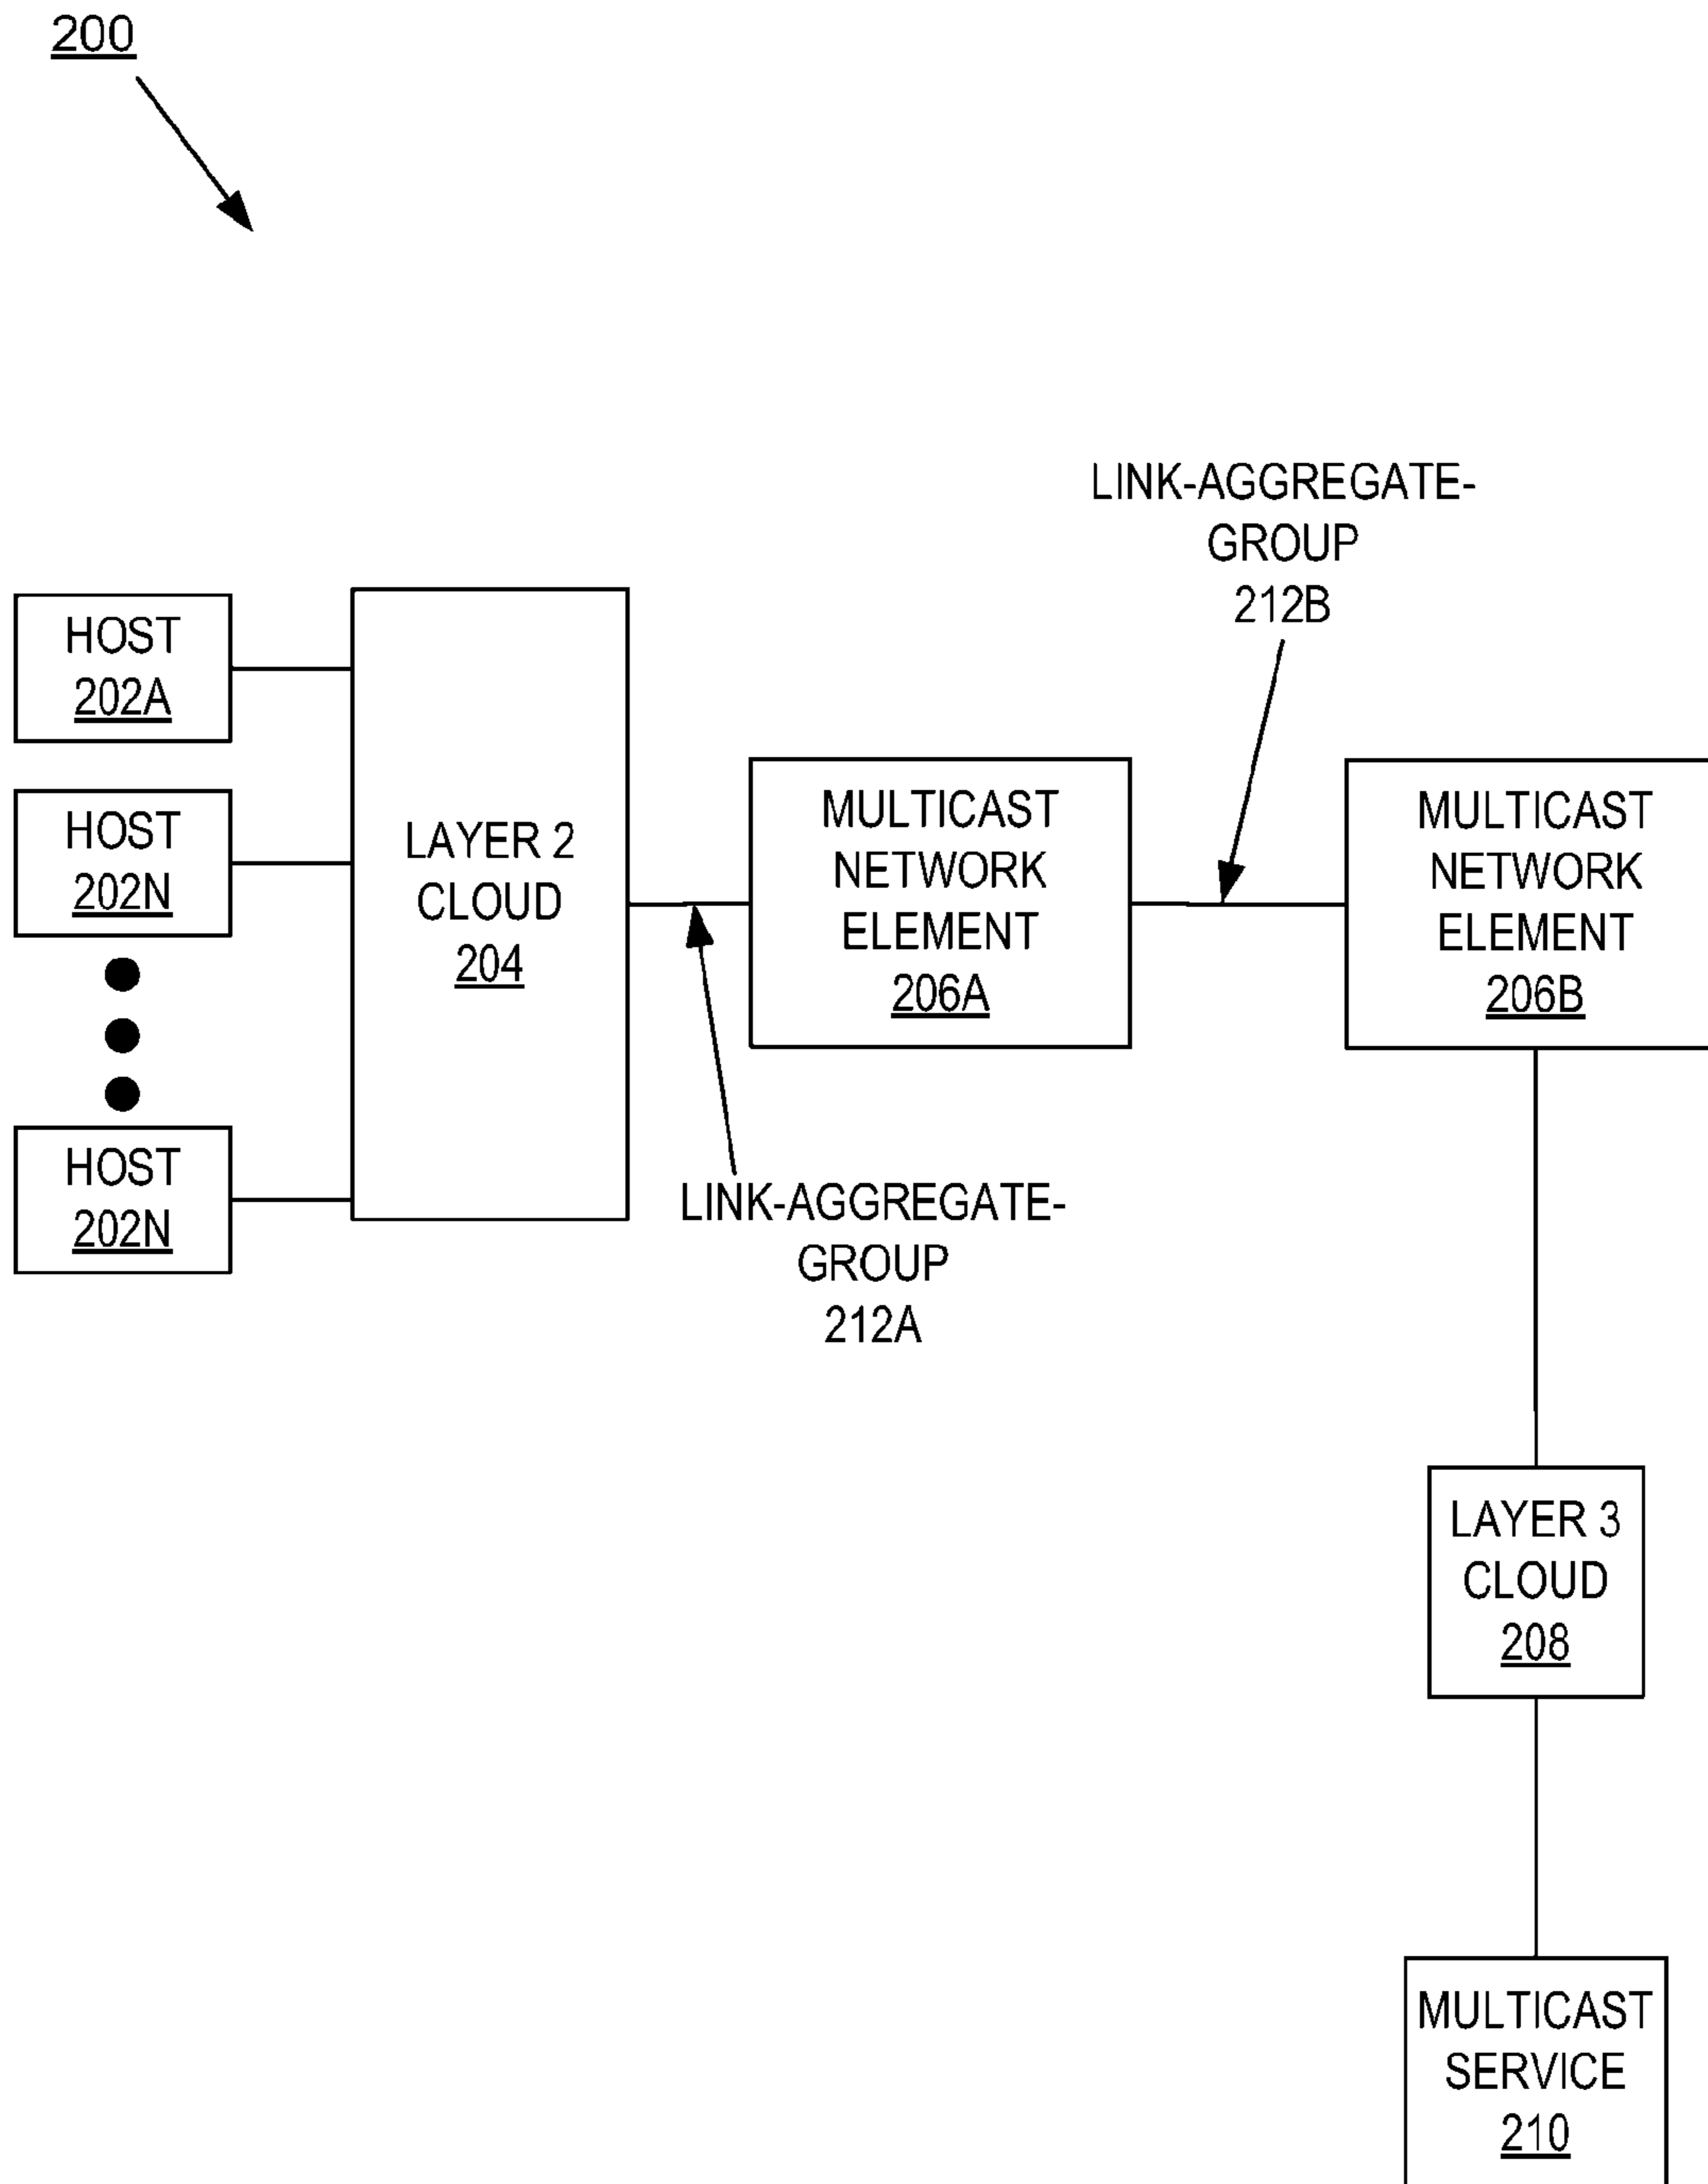 200
LINK-AGGREGATE-
GROUP
212B
HOST
202A
HOST
202N
HOST
202N
LAYER 2
CLOUD
204
MULTICAST
NETWORK
ELEMENT
206A
MULTICAST
NETWORK
ELEMENT
206B
LINK-AGGREGATE-
GROUP
212A
LAYER 3
CLOUD
208
MULTICAST
SERVICE
210